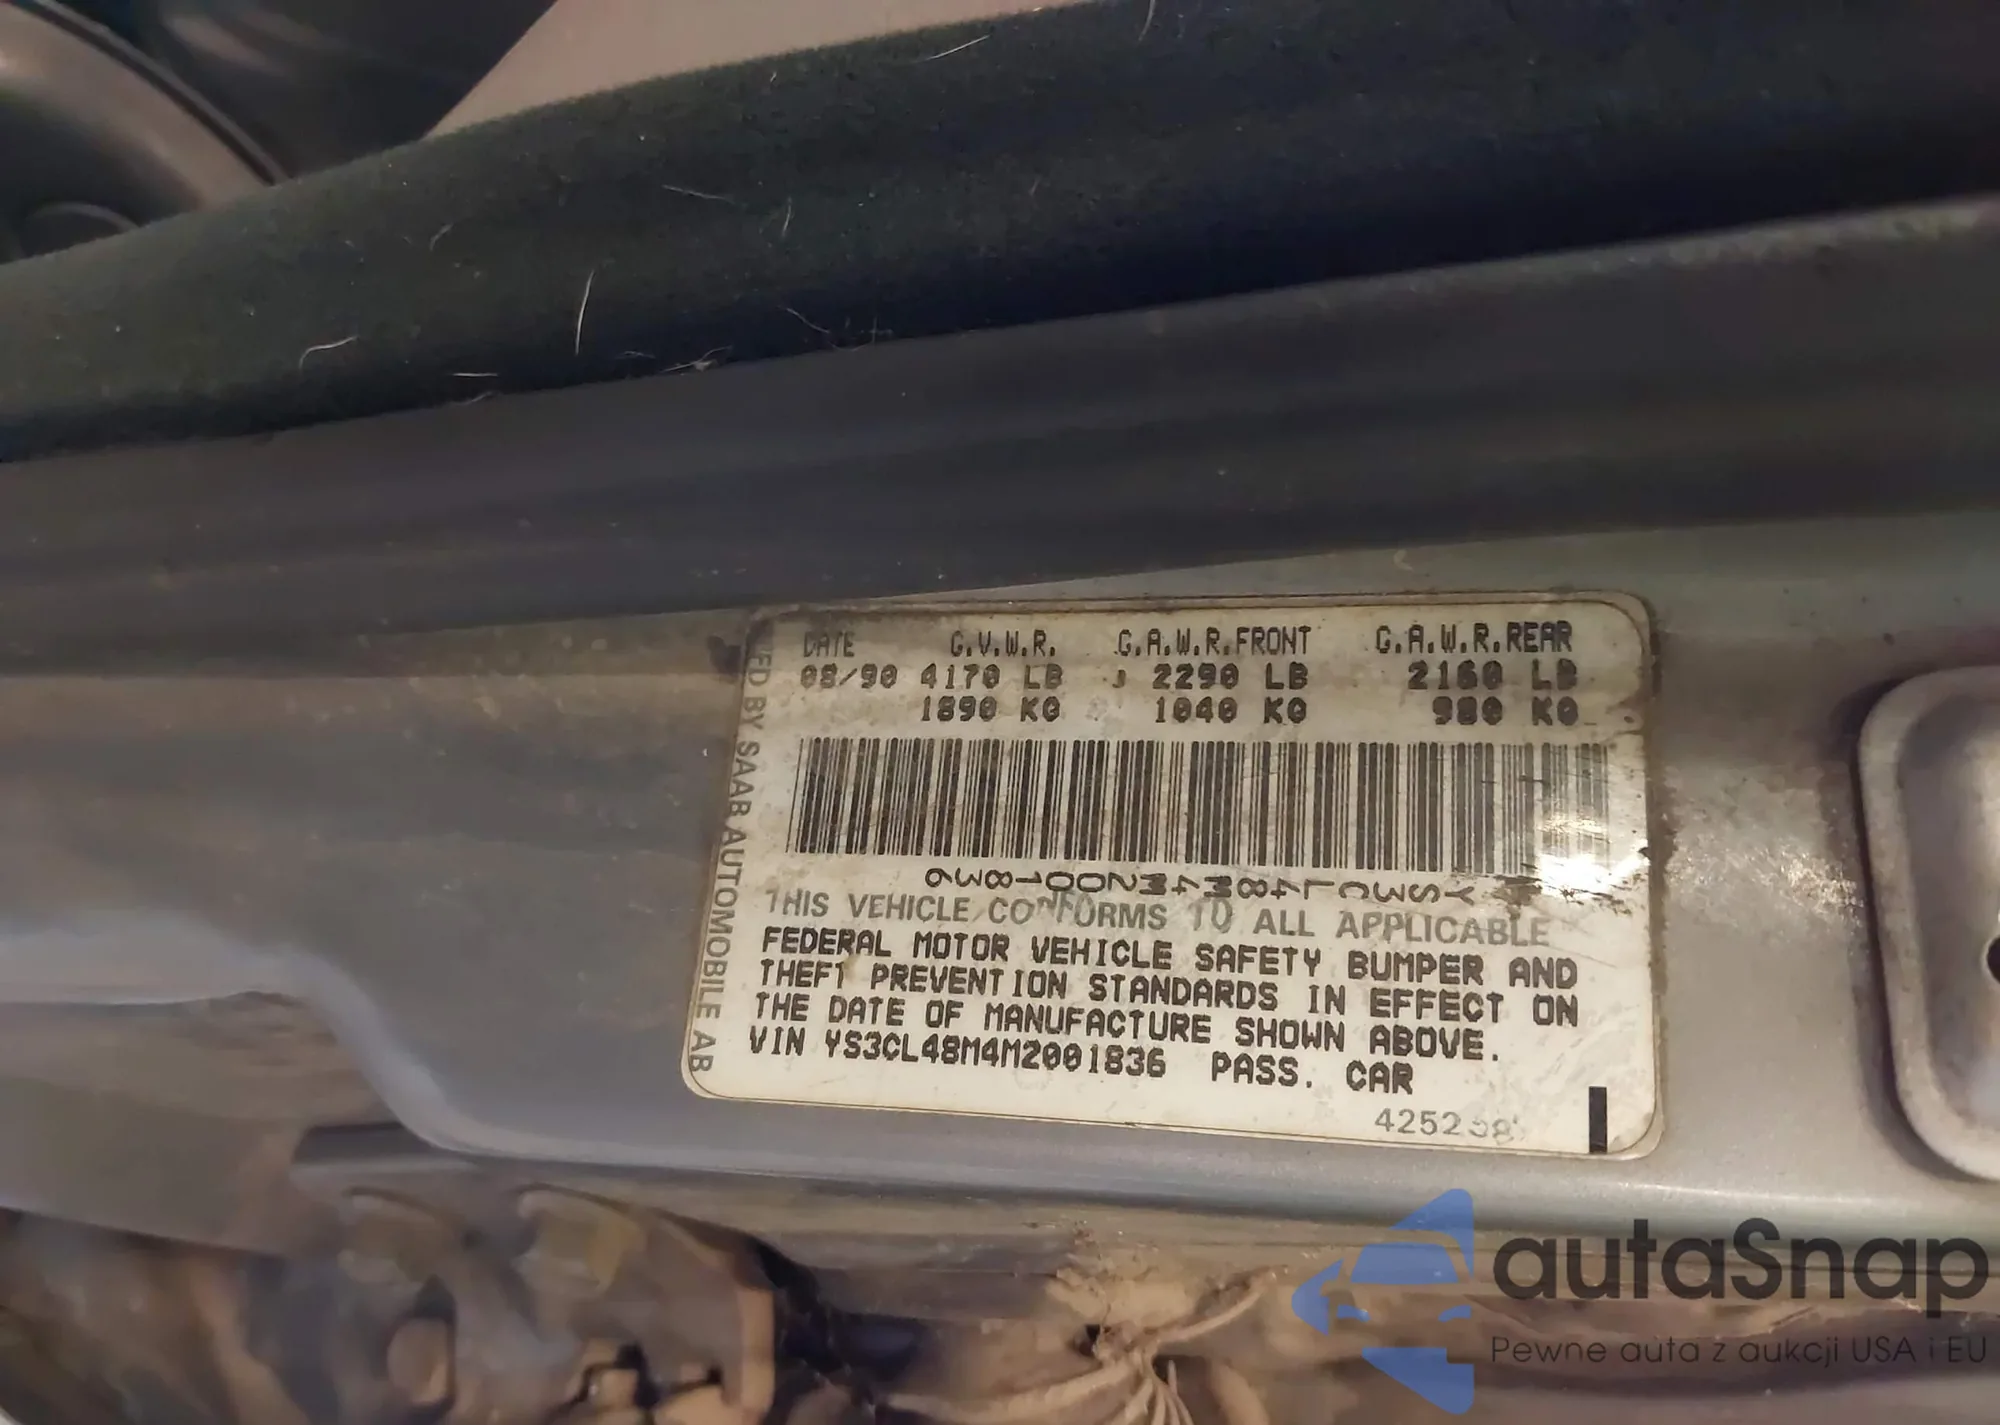 DATE G.V.W.R. G.A.W.R.FRONT G.A.W.R.REAR
08/90 4170 LB 2290 LB 2160 LB
1890 KG 1040 KG 980 KG
YS3CL48M4M2001836
THIS VEHICLE CONFORMS TO ALL APPLICABLE
FEDERAL MOTOR VEHICLE SAFETY BUMPER AND
THEFT PREVENTION STANDARDS IN EFFECT ON
THE DATE OF MANUFACTURE SHOWN ABOVE.
VIN YS3CL48M4M2001836 PASS. CAR
BY SAAB AUTOMOBILE AB
autaSnap
Pewne auta z aukcji USA i EU